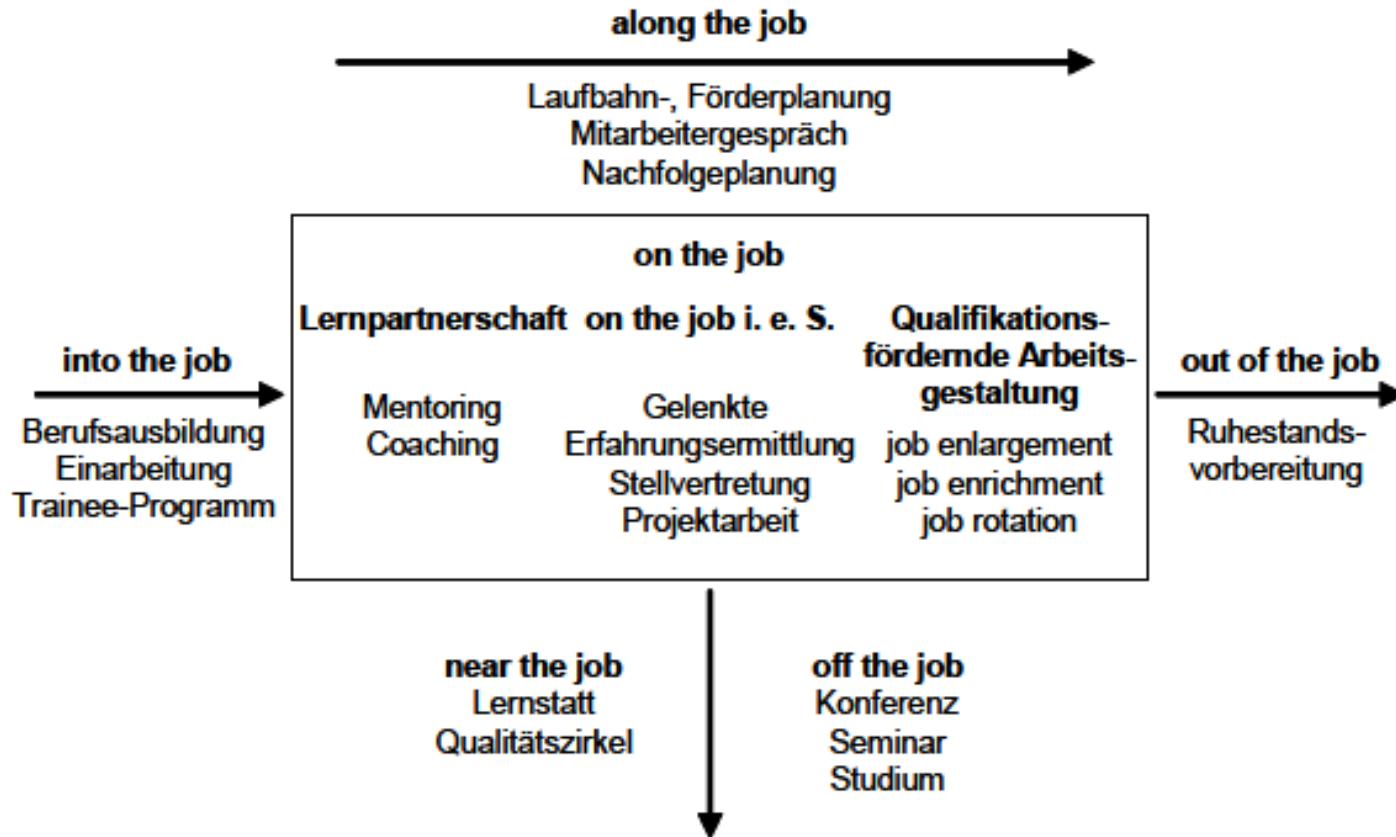 along the job
Laufbahn-, Förderplanung
Mitarbeitergespräch
Nachfolgeplanung
into the job
Berufsausbildung
Einarbeitung
Trainee-Programm
on the job
Lernpartnerschaft
Mentoring
Coaching
on the job i. e. S.
Gelenkte
Erfahrungsermittlung
Stellvertretung
Projektarbeit
Qualifikations-
fördernde Arbeits-
gestaltung
job enlargement
job enrichment
job rotation
out of the job
Ruhestands-
vorbereitung
near the job
Lernstatt
Qualitätszirkel
off the job
Konferenz
Seminar
Studium